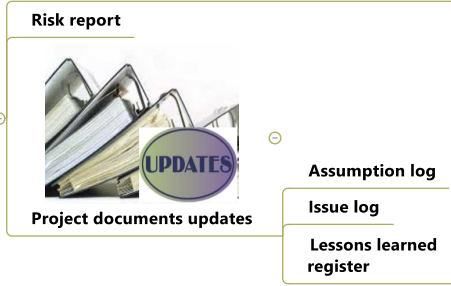 Risk report
UPDATES
Project documents updates
Assumption log
Issue log
Lessons learned
register